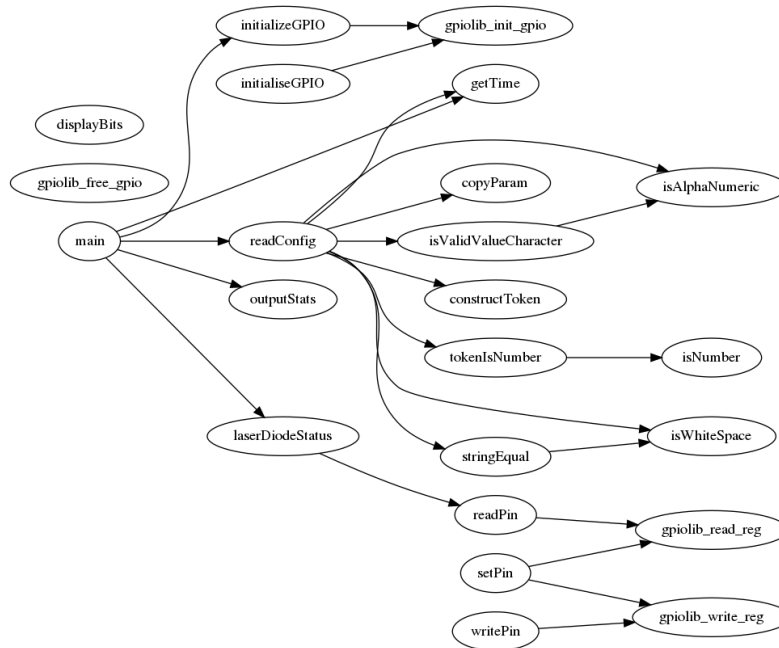 initializeGPIO
gpiolib_init_gpio
initialiseGPIO
getTime
displayBits
gpiolib_free_gpio
copyParam
isAlphaNumeric
main
readConfig
isValidValueCharacter
outputStats
constructToken
tokenIsNumber
isNumber
laserDiodeStatus
stringEqual
isWhiteSpace
readPin
gpiolib_read_reg
setPin
gpiolib_write_reg
writePin